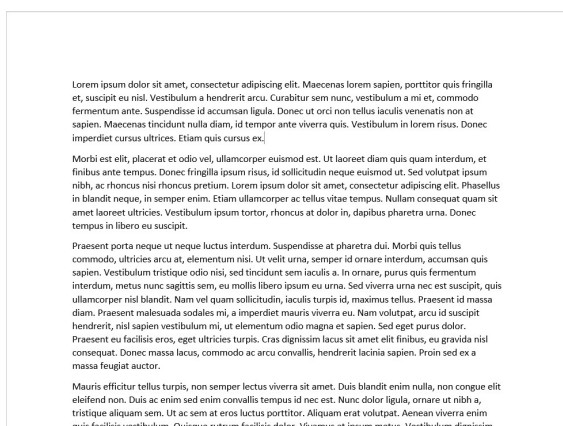 Lorem ipsum dolor sit amet, consectetur adipiscing elit. Maecenas lorem sapien, porttitor quis fringilla
et, suscipit eu nisl. Vestibulum a hendrerit arcu. Curabitur sem nunc, vestibulum a mi et, commodo
fermentum ante. Suspendisse id accumsan ligula. Donec ut orci non tellus iaculis venenatis non at
sapien. Maecenas tincidunt nulla diam, id tempor ante viverra quis. Vestibulum in lorem risus. Donec
imperdiet cursus ultrices. Etiam quis cursus ex.
Morbi est elit, placerat et odio vel, ullamcorper euismod est. Ut laoreet diam quis quam interdum, et
finibus ante tempus. Donec fringilla ipsum risus, id sollicitudin neque euismod ut. Sed volutpat ipsum
nibh, ac rhoncus nisi rhoncus pretium. Lorem ipsum dolor sit amet, consectetur adipiscing elit. Phasellus
in blandit neque, in semper enim. Etiam ullamcorper ac tellus vitae tempus. Nullam consequat quam sit
amet laoreet ultricies. Vestibulum ipsum tortor, rhoncus at dolor in, dapibus pharetra urna. Donec
tempus in libero eu suscipit.
Praesent porta neque ut neque luctus interdum. Suspendisse at pharetra dui. Morbi quis tellus
commodo, ultricies arcu at, elementum nisi. Ut velit urna, semper id ornare interdum, accumsan quis
sapien. Vestibulum tristique odio nisi, sed tincidunt sem iaculis a. In ornare, purus quis fermentum
interdum, metus nunc sagittis sem, eu mollis libero ipsum eu urna. Sed viverra urna nec est suscipit, quis
ullamcorper nisl blandit. Nam vel quam sollicitudin, iaculis turpis id, maximus tellus. Praesent id massa
diam. Praesent malesuada sodales mi, a imperdiet mauris viverra eu. Nam volutpat, arcu id suscipit
hendrerit, nisl sapien vestibulum mi, ut elementum odio magna et sapien. Sed eget purus dolor.
Praesent eu facilisis eros, eget ultricies turpis. Cras dignissim lacus sit amet elit finibus, eu gravida nisl
consequat. Donec massa lacus, commodo ac arcu convallis, hendrerit lacinia sapien. Proin sed ex a
massa feugiat auctor.
Mauris efficitur tellus turpis, non semper lectus viverra sit amet. Duis blandit enim nulla, non congue elit
eleifend non. Duis ac enim sed enim convallis tempus id nec est. Nunc dolor ligula, ornare ut nibh a,
tristique aliquam sem. Ut ac sem at eros luctus porttitor. Aliquam erat volutpat. Aenean viverra enim